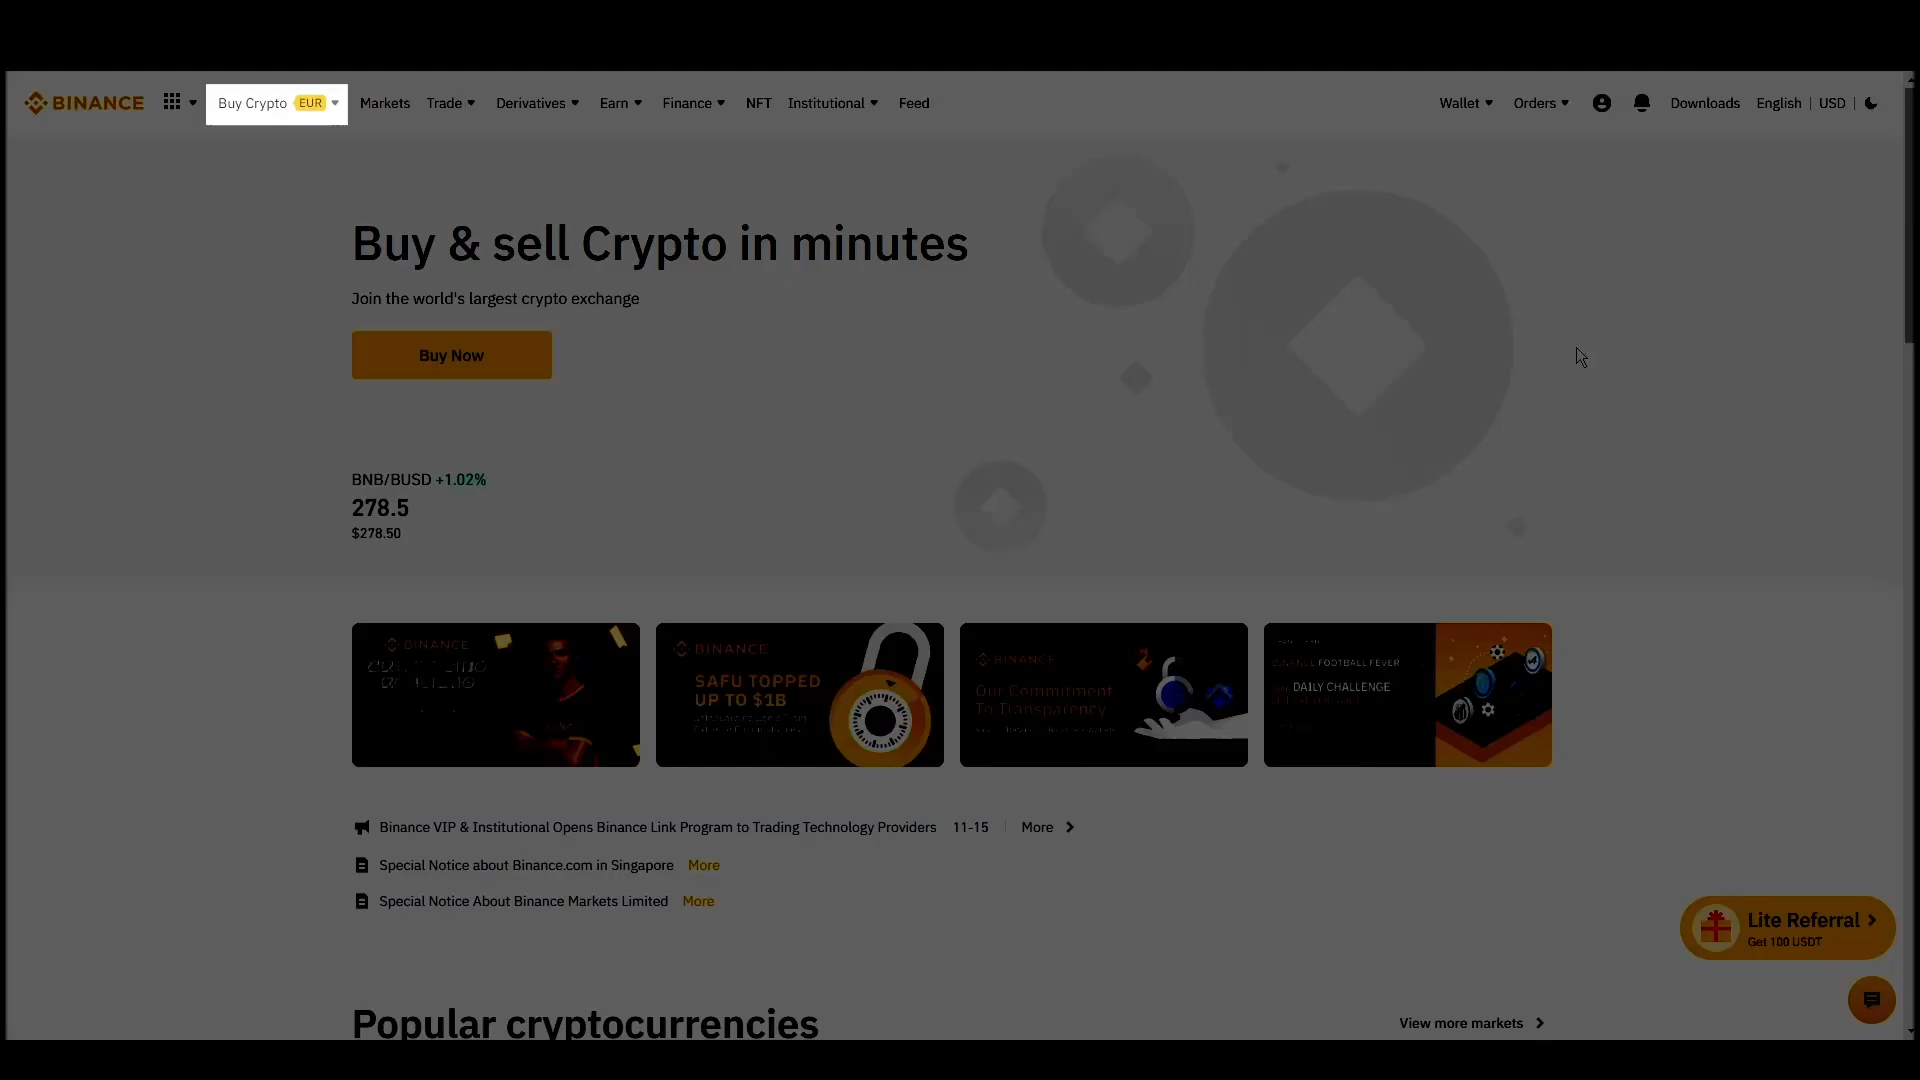 BINANCE
Buy Crypto EUR
Markets
Trade
Derivatives
Earn
Finance
NFT
Institutional
Feed
Wallet
Orders
Downloads
English
USD
Buy & sell Crypto in minutes
Join the world's largest crypto exchange
Buy Now
BNB/BUSD +1.02%
278.5
$278.50
BINANCE
BINANCE
SAFU TOPPED
UP TO $1B
BINANCE
Our Commitment
To Transparency
FOOTBALL FEVER
DAILY CHALLENGE
Binance VIP & Institutional Opens Binance Link Program to Trading Technology Providers 11-15 More
Special Notice about Binance.com in Singapore More
Special Notice About Binance Markets Limited More
Lite Referral
Get 100 USDT
Popular cryptocurrencies
View more markets